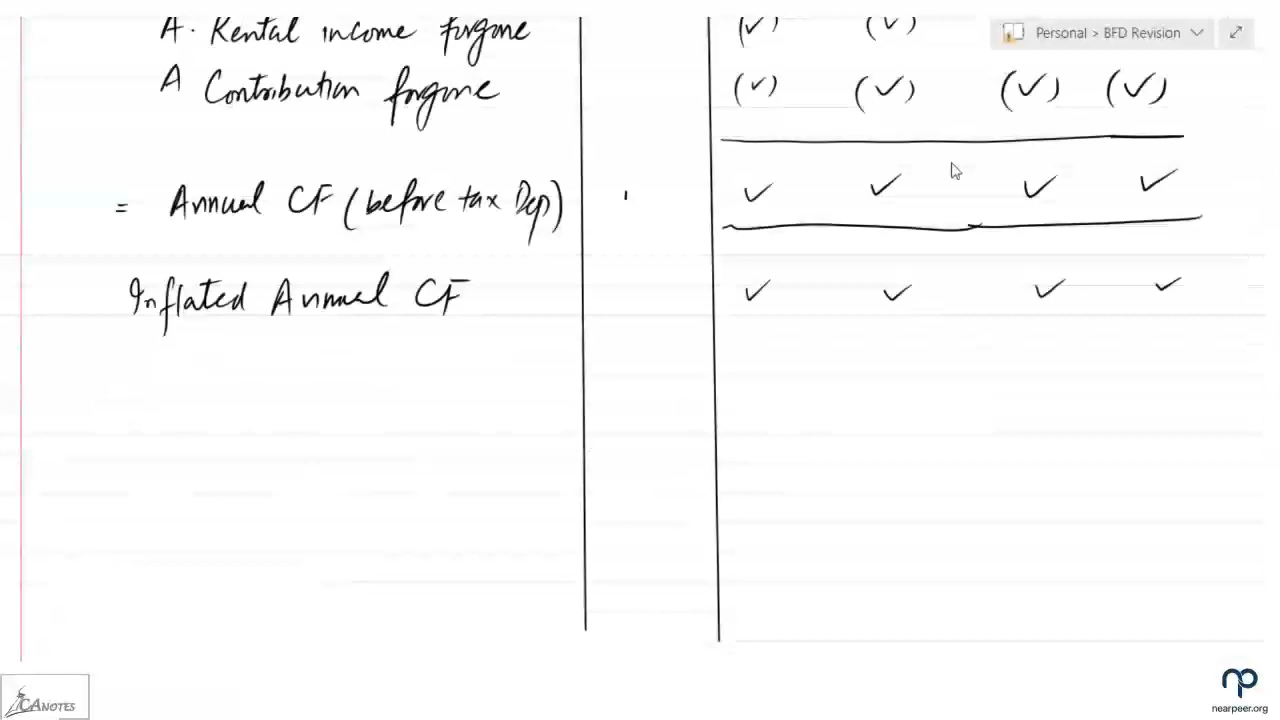 A. Rental income forgone (✓) (✓)
Personal > BFD Revision
A Contribution forgone (✓) (✓) (✓) (✓)
= Annual CF (before tax Dep) ✓ ✓ ✓ ✓
Inflated Annual CF ✓ ✓ ✓ ✓
CANOTES
np
nearpeer.org